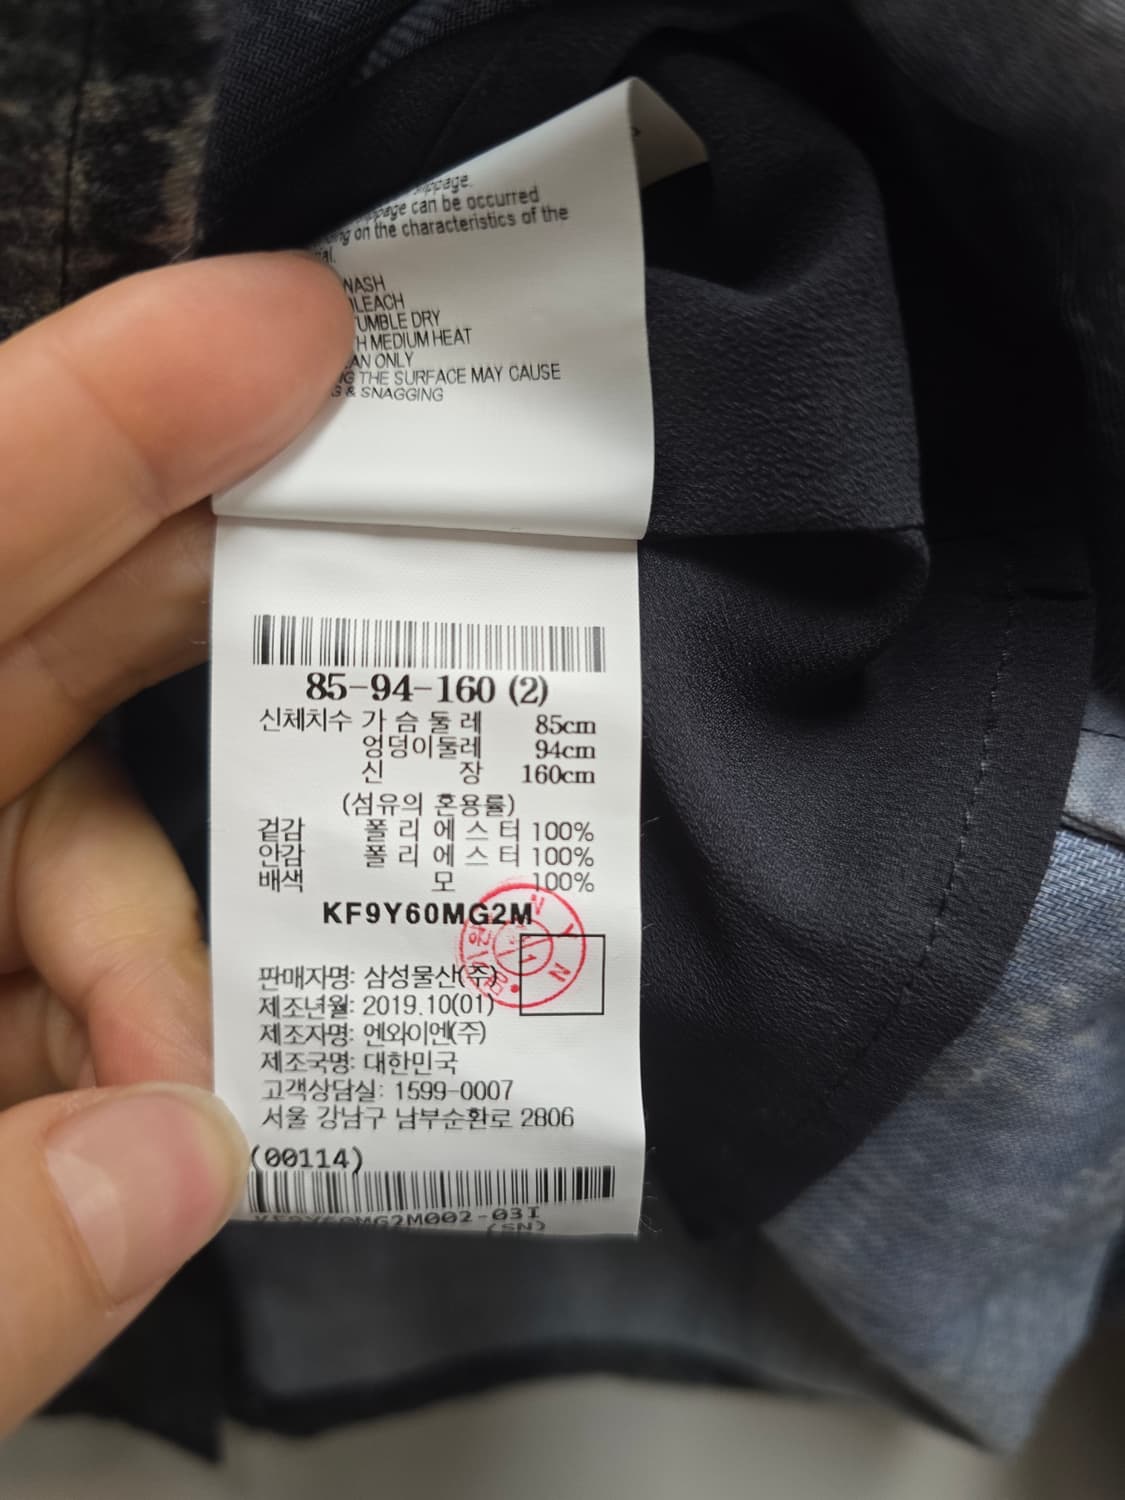 slippage.
slippage can be occurred
on the characteristics of the
WASH
BLEACH
TUMBLE DRY
MEDIUM HEAT
ONLY
THE SURFACE MAY CAUSE
& SNAGGING
85-94-160 (2)
신체치수 가슴둘레 85cm
엉덩이둘레 94cm
신장 160cm
(섬유의 혼용률)
겉감 폴리에스터 100%
안감 폴리에스터 100%
배색 모 100%
KF9Y60MG2M
N Y N
판매자명: 삼성물산(주)
제조년월: 2019.10(01)
제조자명: 엔와이엔(주)
제조국명: 대한민국
고객상담실: 1599-0007
서울 강남구 남부순환로 2806
(00114)
KF9Y60MG2M002-03I
(SN)